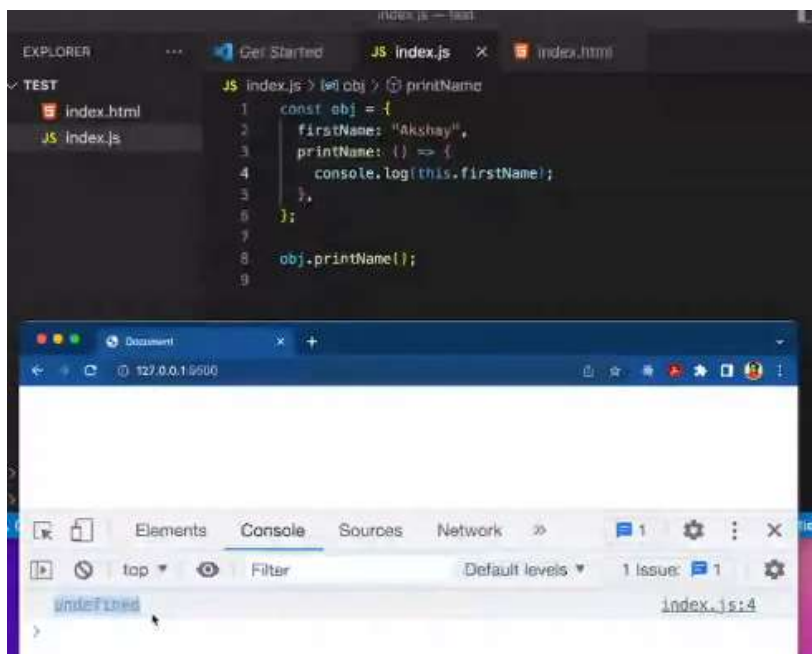 index.js — test
EXPLORER ...
Get Started
JS index.js ×
index.html
TEST
index.html
JS index.js
JS index.js > obj > printName
1 const obj = {
2 firstName: "Akshay",
3 printName: () => {
4 console.log(this.firstName);
5 },
6 };
7
8 obj.printName();
9
Document × +
127.0.0.1:5500
Elements Console Sources Network » 1
top ▼ Filter Default levels ▼ 1 Issue: 1
undefined index.js:4
>